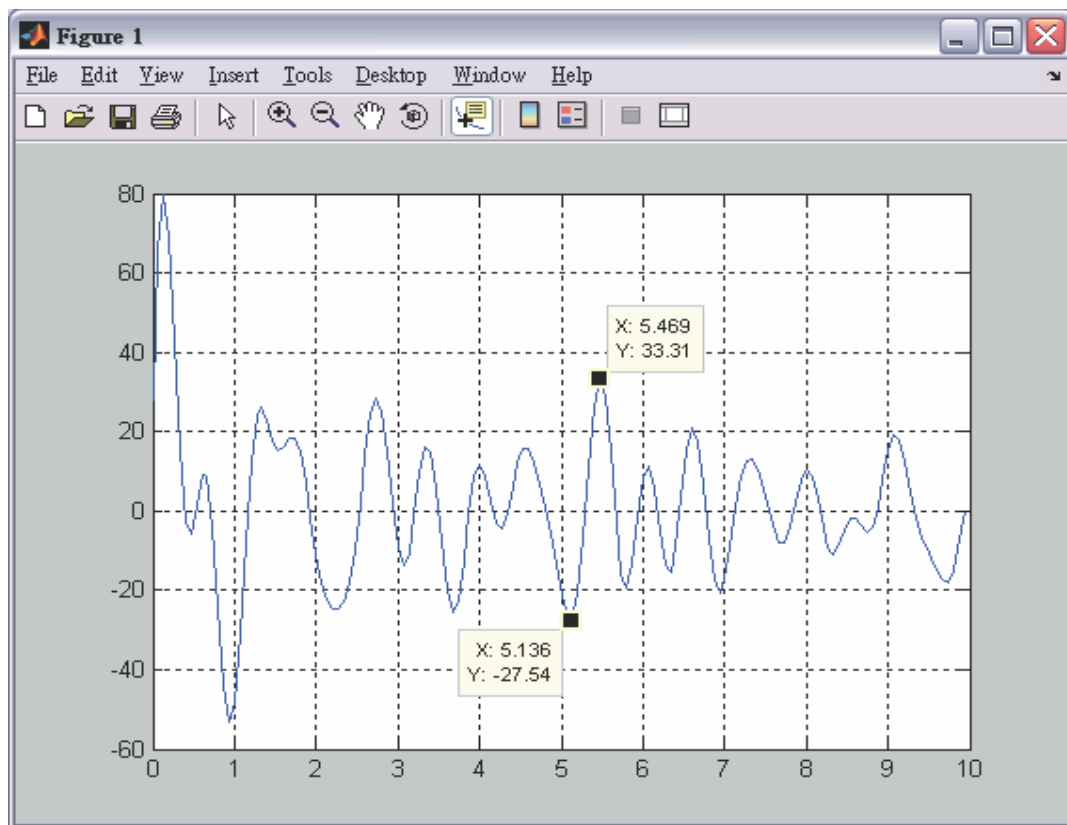 Figure 1
File Edit View Insert Tools Desktop Window Help
80
60
40
20
0
-20
-40
-60
X: 5.469
Y: 33.31
X: 5.136
Y: -27.54
0 1 2 3 4 5 6 7 8 9 10